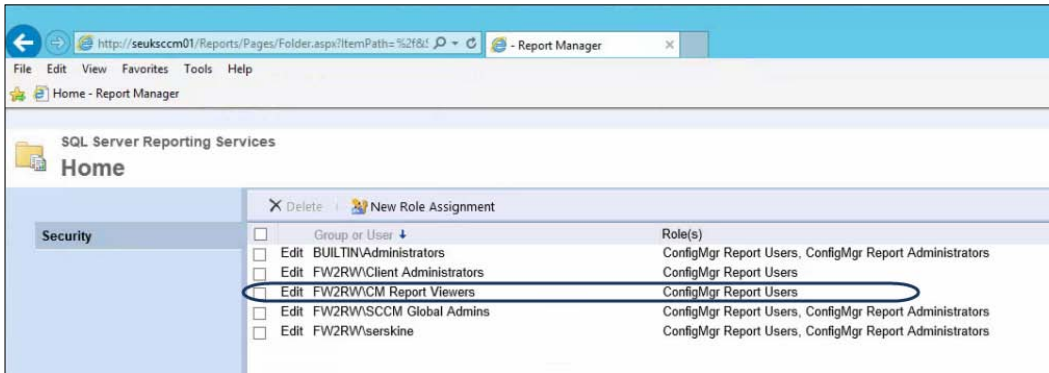 http://seuksccm01/Reports/Pages/Folder.aspx?ItemPath=%2f&S - Report Manager
File Edit View Favorites Tools Help
Home - Report Manager
SQL Server Reporting Services
Home
Delete New Role Assignment
Security Group or User Role(s)
Edit BUILTIN\Administrators ConfigMgr Report Users, ConfigMgr Report Administrators
Edit FW2RW\Client Administrators ConfigMgr Report Users
Edit FW2RW\CM Report Viewers ConfigMgr Report Users
Edit FW2RW\SCCM Global Admins ConfigMgr Report Users, ConfigMgr Report Administrators
Edit FW2RW\serskine ConfigMgr Report Users, ConfigMgr Report Administrators